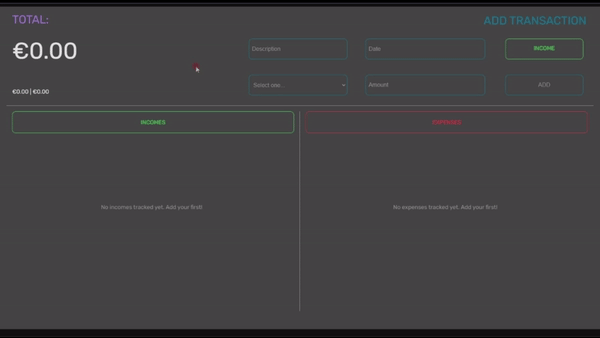 TOTAL:
ADD TRANSACTION
€0.00
Description
Date
INCOME
Select one...
Amount
ADD
€0.00 | €0.00
INCOMES
EXPENSES
No incomes tracked yet. Add your first!
No expenses tracked yet. Add your first!